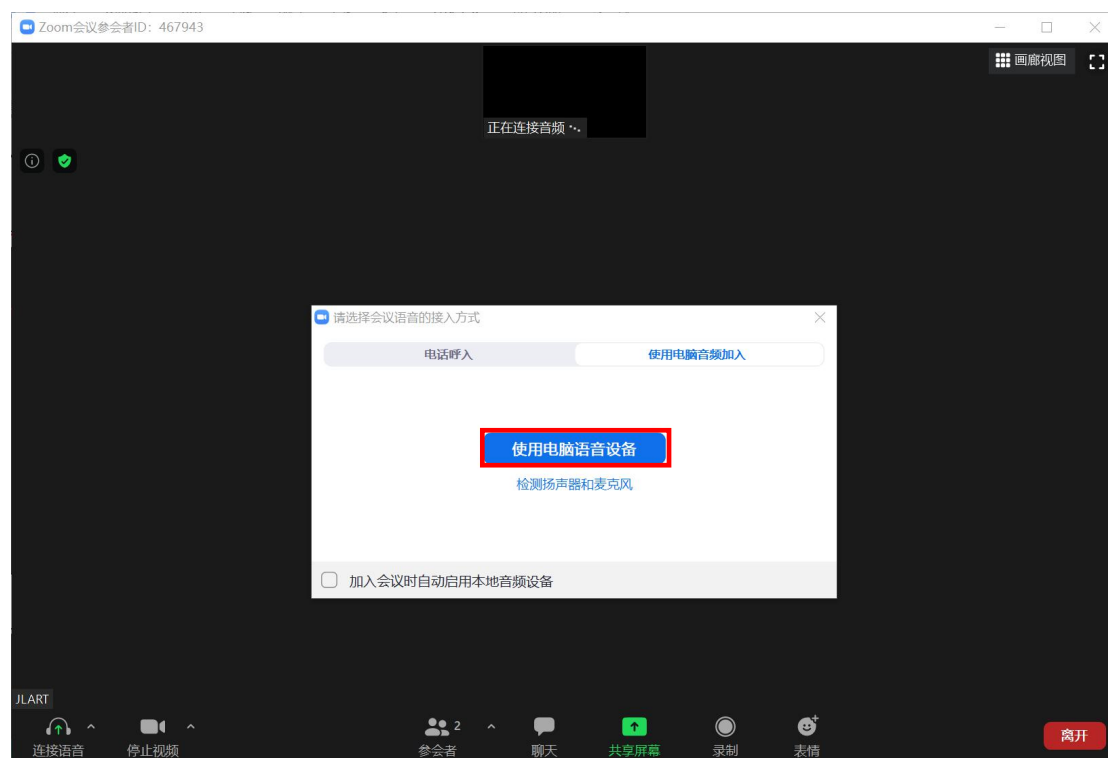 Zoom会议参会者ID: 467943
画廊视图
正在连接音频
请选择会议语音的接入方式
电话呼入
使用电脑音频加入
使用电脑语音设备
检测扬声器和麦克风
加入会议时自动启用本地音频设备
JLART
2
连接语音
停止视频
参会者
聊天
共享屏幕
录制
表情
离开